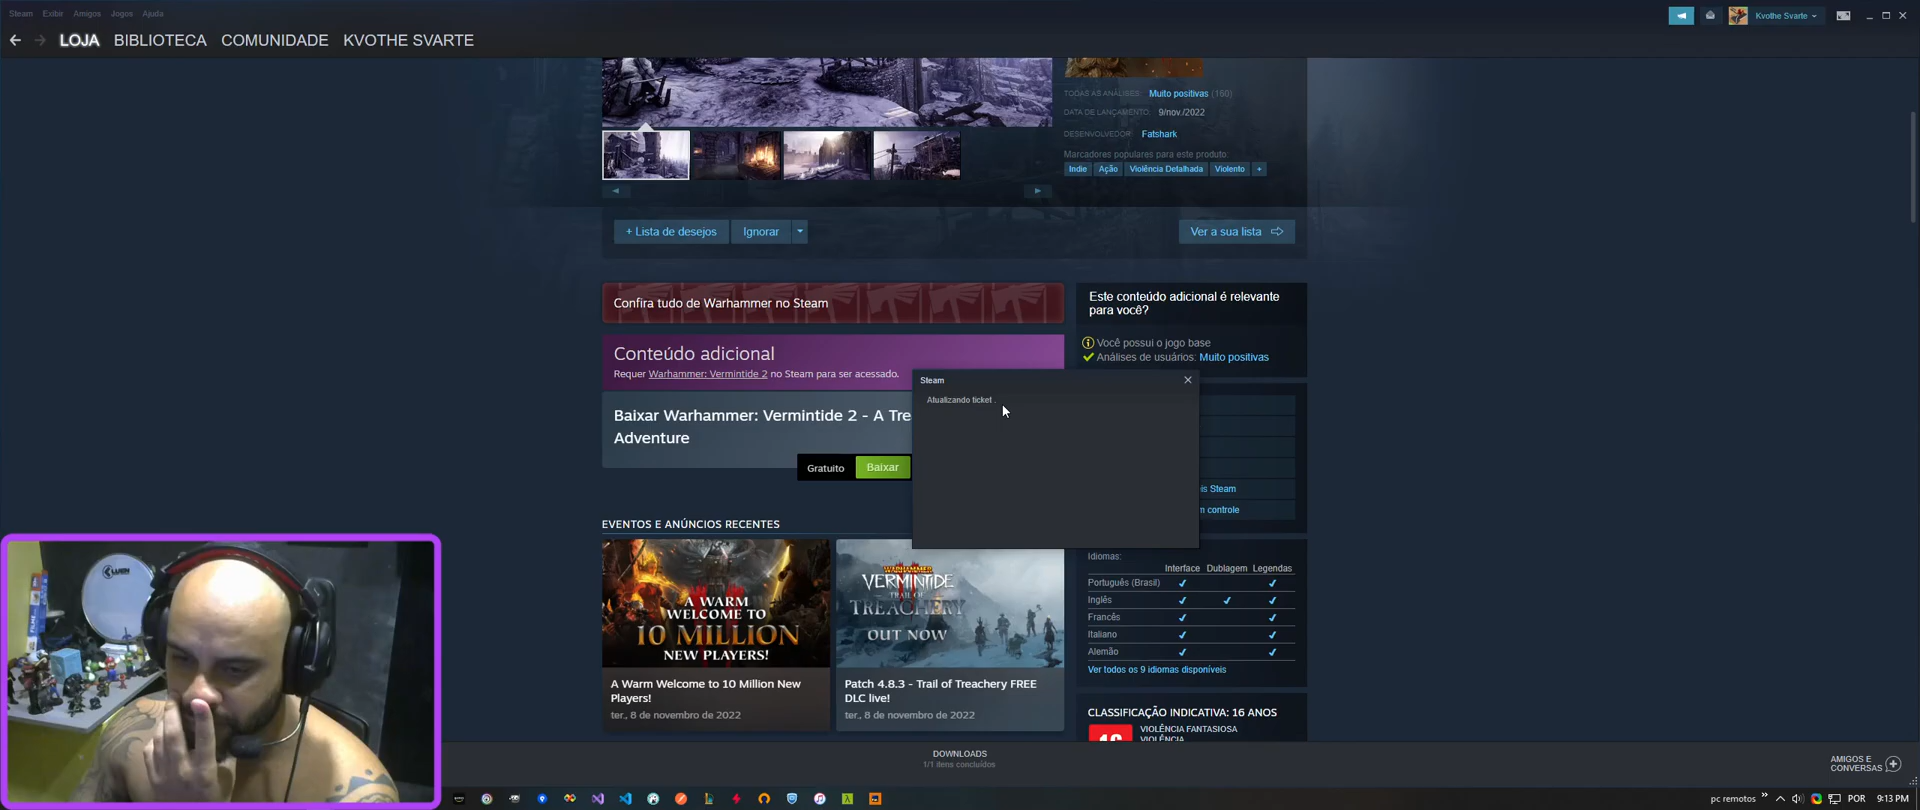 Steam Exibir Amigos Jogos Ajuda
Kvothe Svarte
LOJA BIBLIOTECA COMUNIDADE KVOTHE SVARTE
TODAS AS ANÁLISES: Muito positivas (160)
DATA DE LANÇAMENTO: 9/nov./2022
DESENVOLVEDOR: Fatshark
Marcadores populares para este produto:
Indie Ação Violência Detalhada Violento +
+ Lista de desejos Ignorar Ver a sua lista
Confira tudo de Warhammer no Steam
Este conteúdo adicional é relevante
para você?
Você possui o jogo base
Análises de usuários: Muito positivas
Conteúdo adicional
Requer Warhammer: Vermintide 2 no Steam para ser acessado.
Steam
Atualizando ticket .
Baixar Warhammer: Vermintide 2 - A Tre
Adventure
Gratuito Baixar
is Steam
m controle
EVENTOS E ANÚNCIOS RECENTES
A WARM
WELCOME TO
10 MILLION
NEW PLAYERS!
A Warm Welcome to 10 Million New
Players!
ter., 8 de novembro de 2022
WARHAMMER
VERMINTIDE
TRAIL OF
TREACHERY
OUT NOW
Patch 4.8.3 - Trail of Treachery FREE
DLC live!
ter., 8 de novembro de 2022
Idiomas:
Interface Dublagem Legendas
Português (Brasil)
Inglês
Francês
Italiano
Alemão
Ver todos os 9 idiomas disponíveis
CLASSIFICAÇÃO INDICATIVA: 16 ANOS
VIOLÊNCIA FANTASIOSA
VIOLÊNCIA
DOWNLOADS
1/1 itens concluídos
AMIGOS E
CONVERSAS
pc remotos POR 9:13 PM